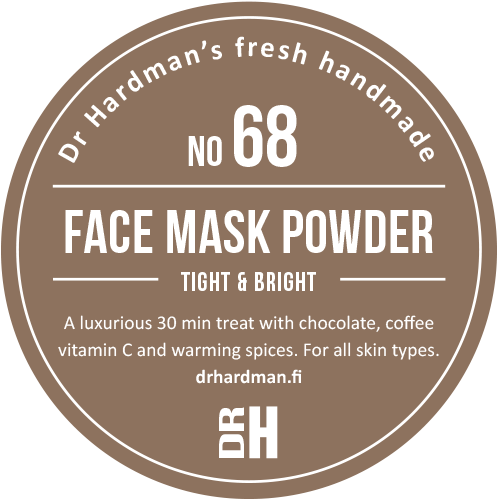 Dr Hardman's fresh handmade
NO 68
FACE MASK POWDER
TIGHT & BRIGHT
A luxurious 30 min treat with chocolate, coffee
vitamin C and warming spices. For all skin types.
drhardman.fi
DR H